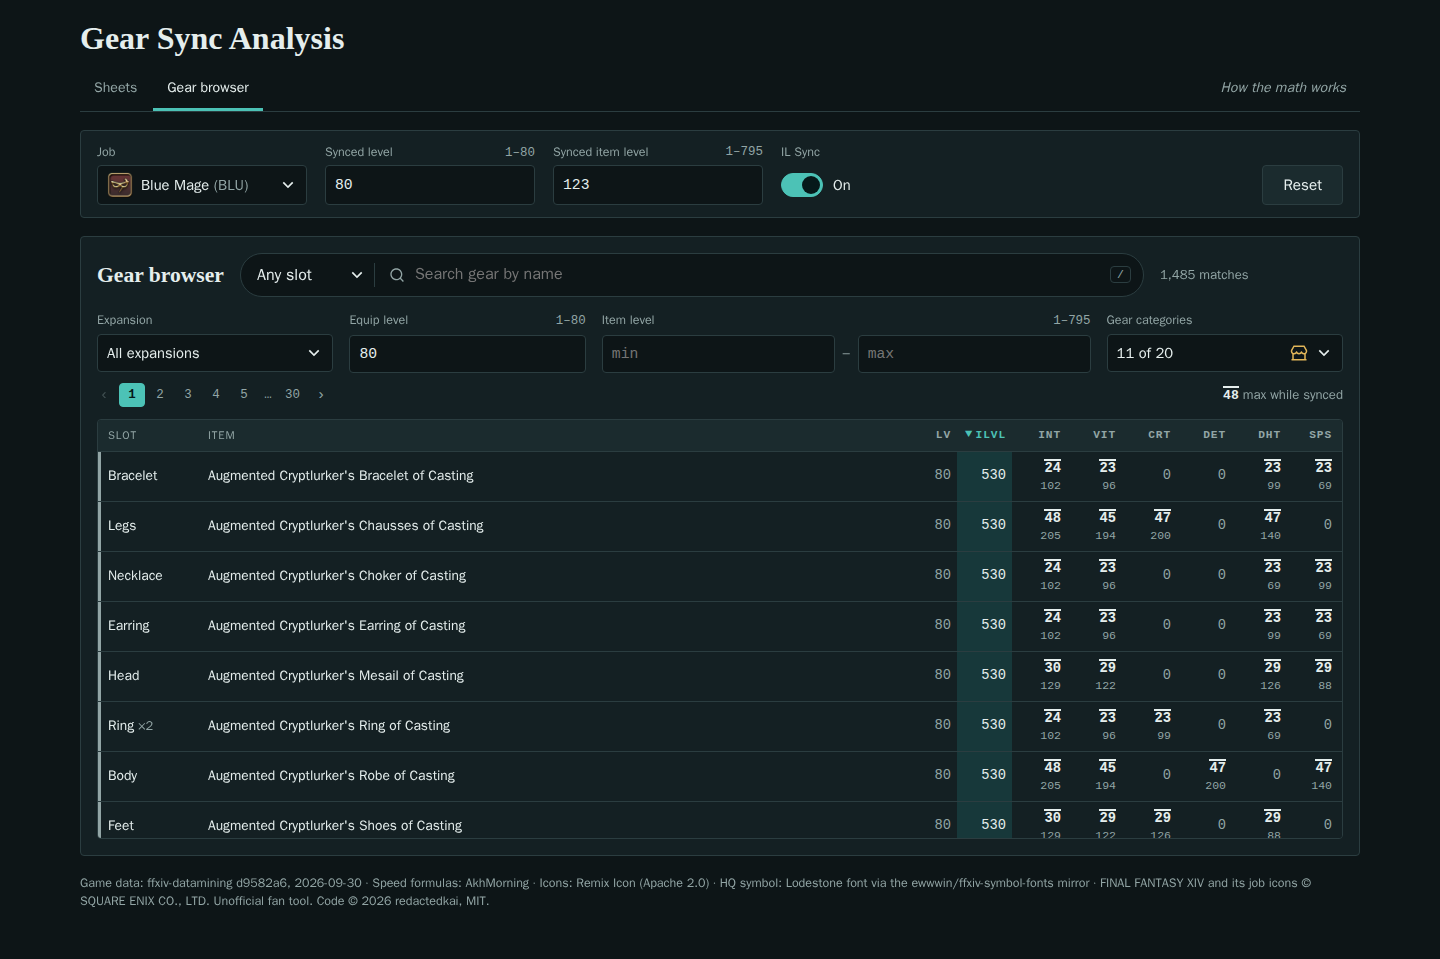 Gear Sync Analysis
Sheets Gear browser How the math works
Job Synced level 1–80 Synced item level 1–795 IL Sync
Blue Mage (BLU) 80 123 On Reset
Gear browser Any slot Search gear by name / 1,485 matches
Expansion Equip level 1–80 Item level 1–795 Gear categories
All expansions 80 min – max 11 of 20
‹ 1 2 3 4 5 … 30 › 48 max while synced
SLOT ITEM LV ▼ILVL INT VIT CRT DET DHT SPS
Bracelet Augmented Cryptlurker's Bracelet of Casting 80 530 24 23 0 0 23 23
102 96 99 69
Legs Augmented Cryptlurker's Chausses of Casting 80 530 48 45 47 0 47 0
205 194 200 140
Necklace Augmented Cryptlurker's Choker of Casting 80 530 24 23 0 0 23 23
102 96 69 99
Earring Augmented Cryptlurker's Earring of Casting 80 530 24 23 0 0 23 23
102 96 99 69
Head Augmented Cryptlurker's Mesail of Casting 80 530 30 29 0 0 29 29
129 122 126 88
Ring ×2 Augmented Cryptlurker's Ring of Casting 80 530 24 23 23 0 23 0
102 96 99 69
Body Augmented Cryptlurker's Robe of Casting 80 530 48 45 0 47 0 47
205 194 200 140
Feet Augmented Cryptlurker's Shoes of Casting 80 530 30 29 29 0 29 0
129 122 126 88
Game data: ffxiv-datamining d9582a6, 2026-09-30 · Speed formulas: AkhMorning · Icons: Remix Icon (Apache 2.0) · HQ symbol: Lodestone font via the ewwwin/ffxiv-symbol-fonts mirror · FINAL FANTASY XIV and its job icons ©
SQUARE ENIX CO., LTD. Unofficial fan tool. Code © 2026 redactedkai, MIT.